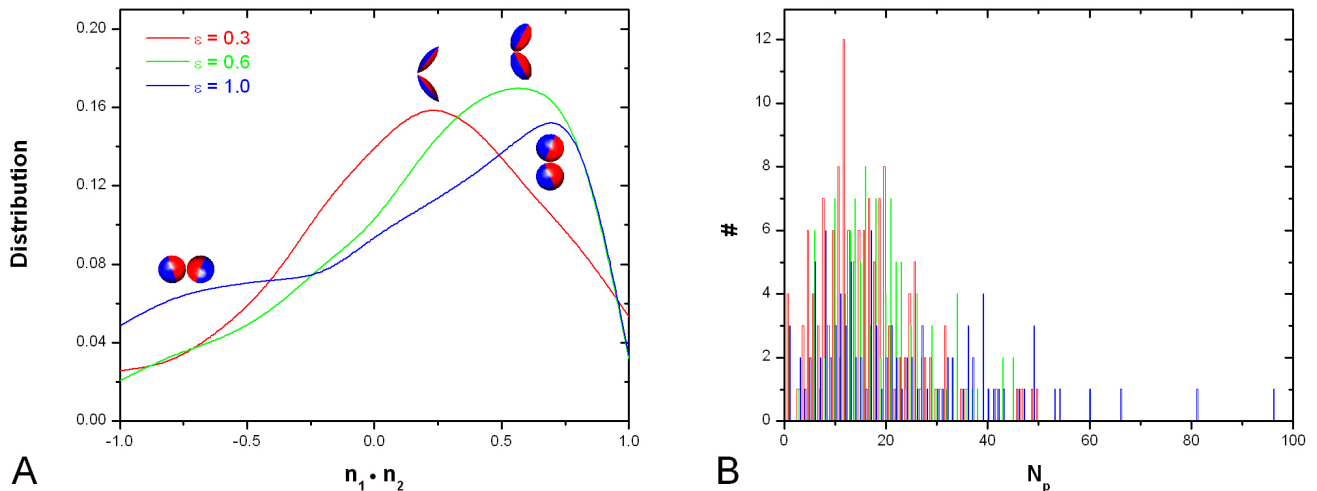 0.20
0.16
0.12
0.08
0.04
0.00
Distribution
ε = 0.3
ε = 0.6
ε = 1.0
-1.0 -0.5 0.0 0.5 1.0
n1 • n2
A
12
10
8
6
4
2
0
#
0 20 40 60 80 100
Np
B